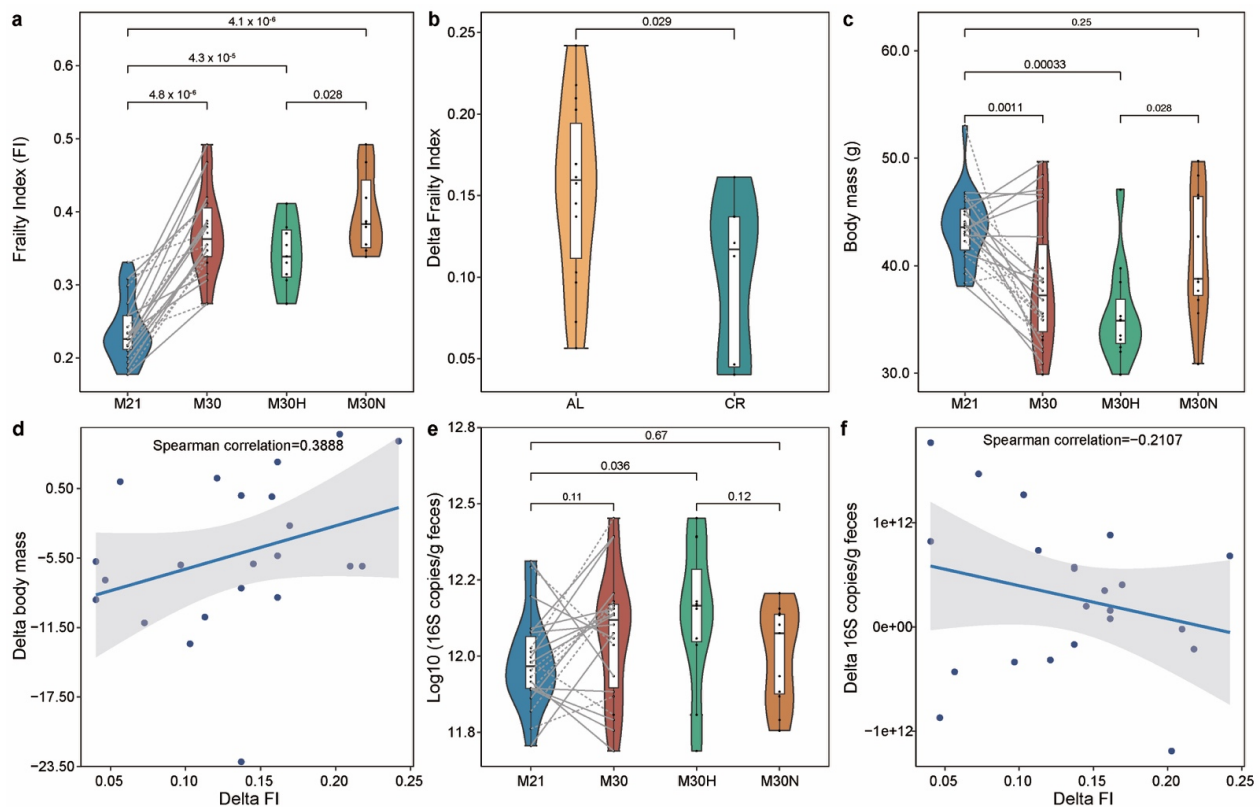 a
4.1 x 10⁻⁶
4.3 x 10⁻⁵
4.8 x 10⁻⁶
0.028
Frailty Index (FI)
0.6
0.5
0.4
0.3
0.2
M21
M30
M30H
M30N
b
0.029
Delta Frailty Index
0.25
0.20
0.15
0.10
0.05
AL
CR
c
0.25
0.00033
0.0011
0.028
Body mass (g)
60.0
50.0
40.0
30.0
M21
M30
M30H
M30N
d
Spearman correlation=0.3888
Delta body mass
0.50
−5.50
−11.50
−17.50
−23.50
0.05
0.10
0.15
0.20
0.25
Delta FI
e
0.67
0.036
0.11
0.12
Log10 (16S copies/g feces)
12.8
12.5
12.2
12.0
11.8
M21
M30
M30H
M30N
f
Spearman correlation=−0.2107
Delta 16S copies/g feces
1e+12
0e+00
−1e+12
0.05
0.10
0.15
0.20
0.25
Delta FI